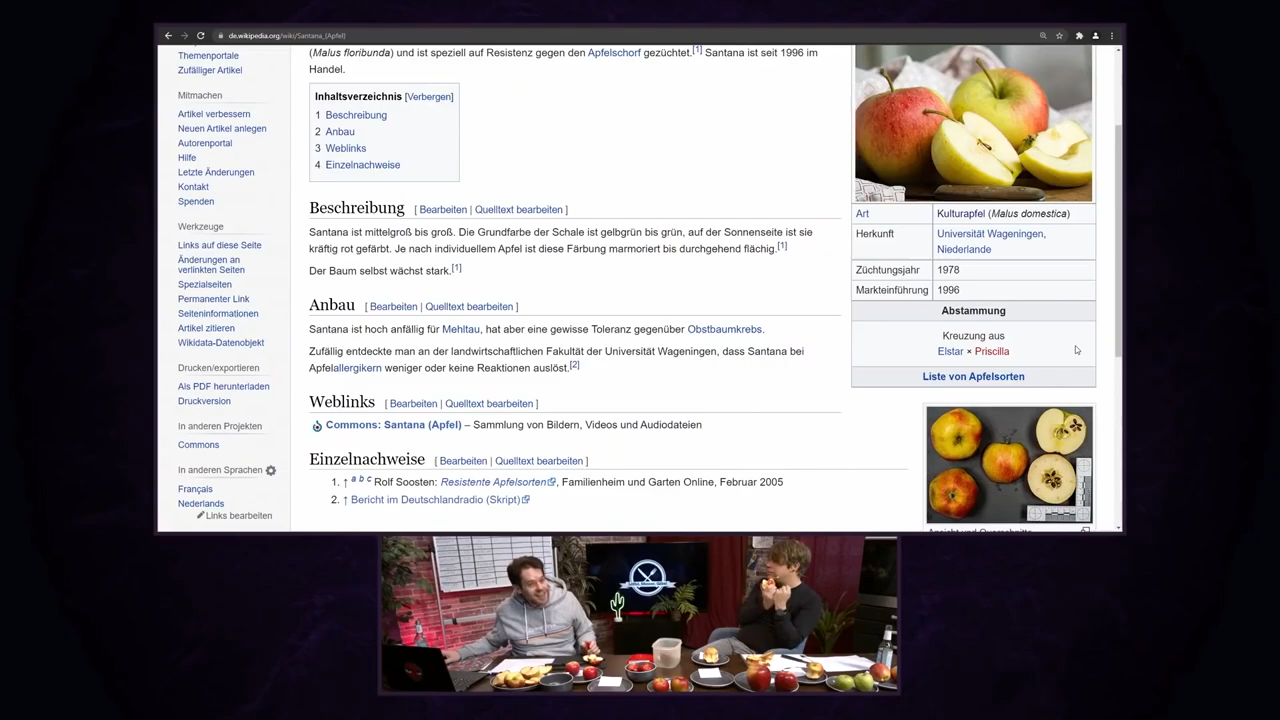 de.wikipedia.org/wiki/Santana_(Apfel)
Themenportale
Zufälliger Artikel
Mitmachen
Artikel verbessern
Neuen Artikel anlegen
Autorenportal
Hilfe
Letzte Änderungen
Kontakt
Spenden
Werkzeuge
Links auf diese Seite
Änderungen an
verlinkten Seiten
Spezialseiten
Permanenter Link
Seiteninformationen
Artikel zitieren
Wikidata-Datenobjekt
Drucken/exportieren
Als PDF herunterladen
Druckversion
In anderen Projekten
Commons
In anderen Sprachen
Français
Nederlands
Links bearbeiten
(Malus floribunda) und ist speziell auf Resistenz gegen den Apfelschorf gezüchtet.[1] Santana ist seit 1996 im
Handel.
Inhaltsverzeichnis [Verbergen]
1 Beschreibung
2 Anbau
3 Weblinks
4 Einzelnachweise
Beschreibung [ Bearbeiten | Quelltext bearbeiten ]
Santana ist mittelgroß bis groß. Die Grundfarbe der Schale ist gelbgrün bis grün, auf der Sonnenseite ist sie
kräftig rot gefärbt. Je nach individuellem Apfel ist diese Färbung marmoriert bis durchgehend flächig.[1]
Der Baum selbst wächst stark.[1]
Anbau [ Bearbeiten | Quelltext bearbeiten ]
Santana ist hoch anfällig für Mehltau, hat aber eine gewisse Toleranz gegenüber Obstbaumkrebs.
Zufällig entdeckte man an der landwirtschaftlichen Fakultät der Universität Wageningen, dass Santana bei
Apfelallergikern weniger oder keine Reaktionen auslöst.[2]
Weblinks [ Bearbeiten | Quelltext bearbeiten ]
Commons: Santana (Apfel) – Sammlung von Bildern, Videos und Audiodateien
Einzelnachweise [ Bearbeiten | Quelltext bearbeiten ]
1. ↑ a b c Rolf Soosten: Resistente Apfelsorten, Familienheim und Garten Online, Februar 2005
2. ↑ Bericht im Deutschlandradio (Skript)
Art Kulturapfel (Malus domestica)
Herkunft Universität Wageningen,
Niederlande
Züchtungsjahr 1978
Markteinführung 1996
Abstammung
Kreuzung aus
Elstar × Priscilla
Liste von Apfelsorten
Ansicht und Querschnitte